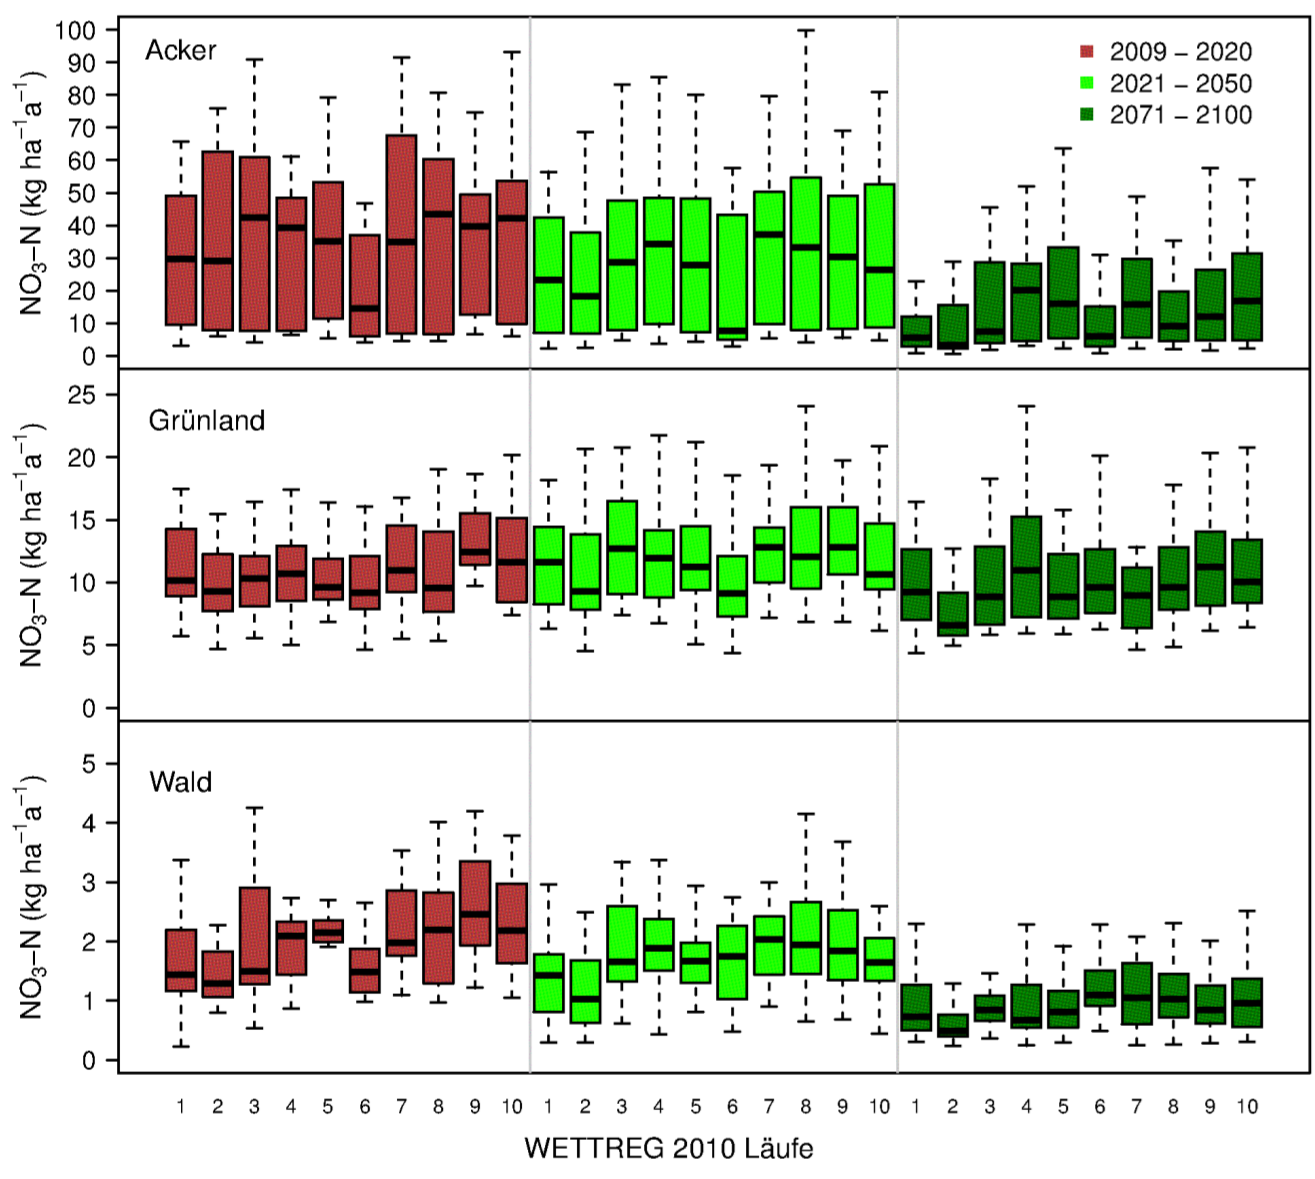 Acker
2009 – 2020
2021 – 2050
2071 – 2100
NO₃–N (kg ha⁻¹a⁻¹)
100
90
80
70
60
50
40
30
20
10
0
Grünland
NO₃–N (kg ha⁻¹a⁻¹)
25
20
15
10
5
0
Wald
NO₃–N (kg ha⁻¹a⁻¹)
5
4
3
2
1
0
1 2 3 4 5 6 7 8 9 10 1 2 3 4 5 6 7 8 9 10 1 2 3 4 5 6 7 8 9 10
WETTREG 2010 Läufe